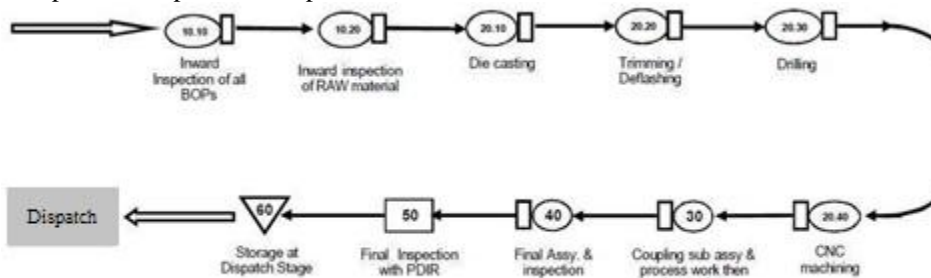 10.10
10.20
20.10
20.20
20.30
Inward
Inspection of all
BOPs
Inward inspection
of RAW material
Die casting
Trimming /
Deflashing
Drilling
Dispatch
60
50
40
30
20.40
Storage at
Dispatch Stage
Final Inspection
with PDIR
Final Assy. &
inspection
Coupling sub assy &
process work then
CNC
machining